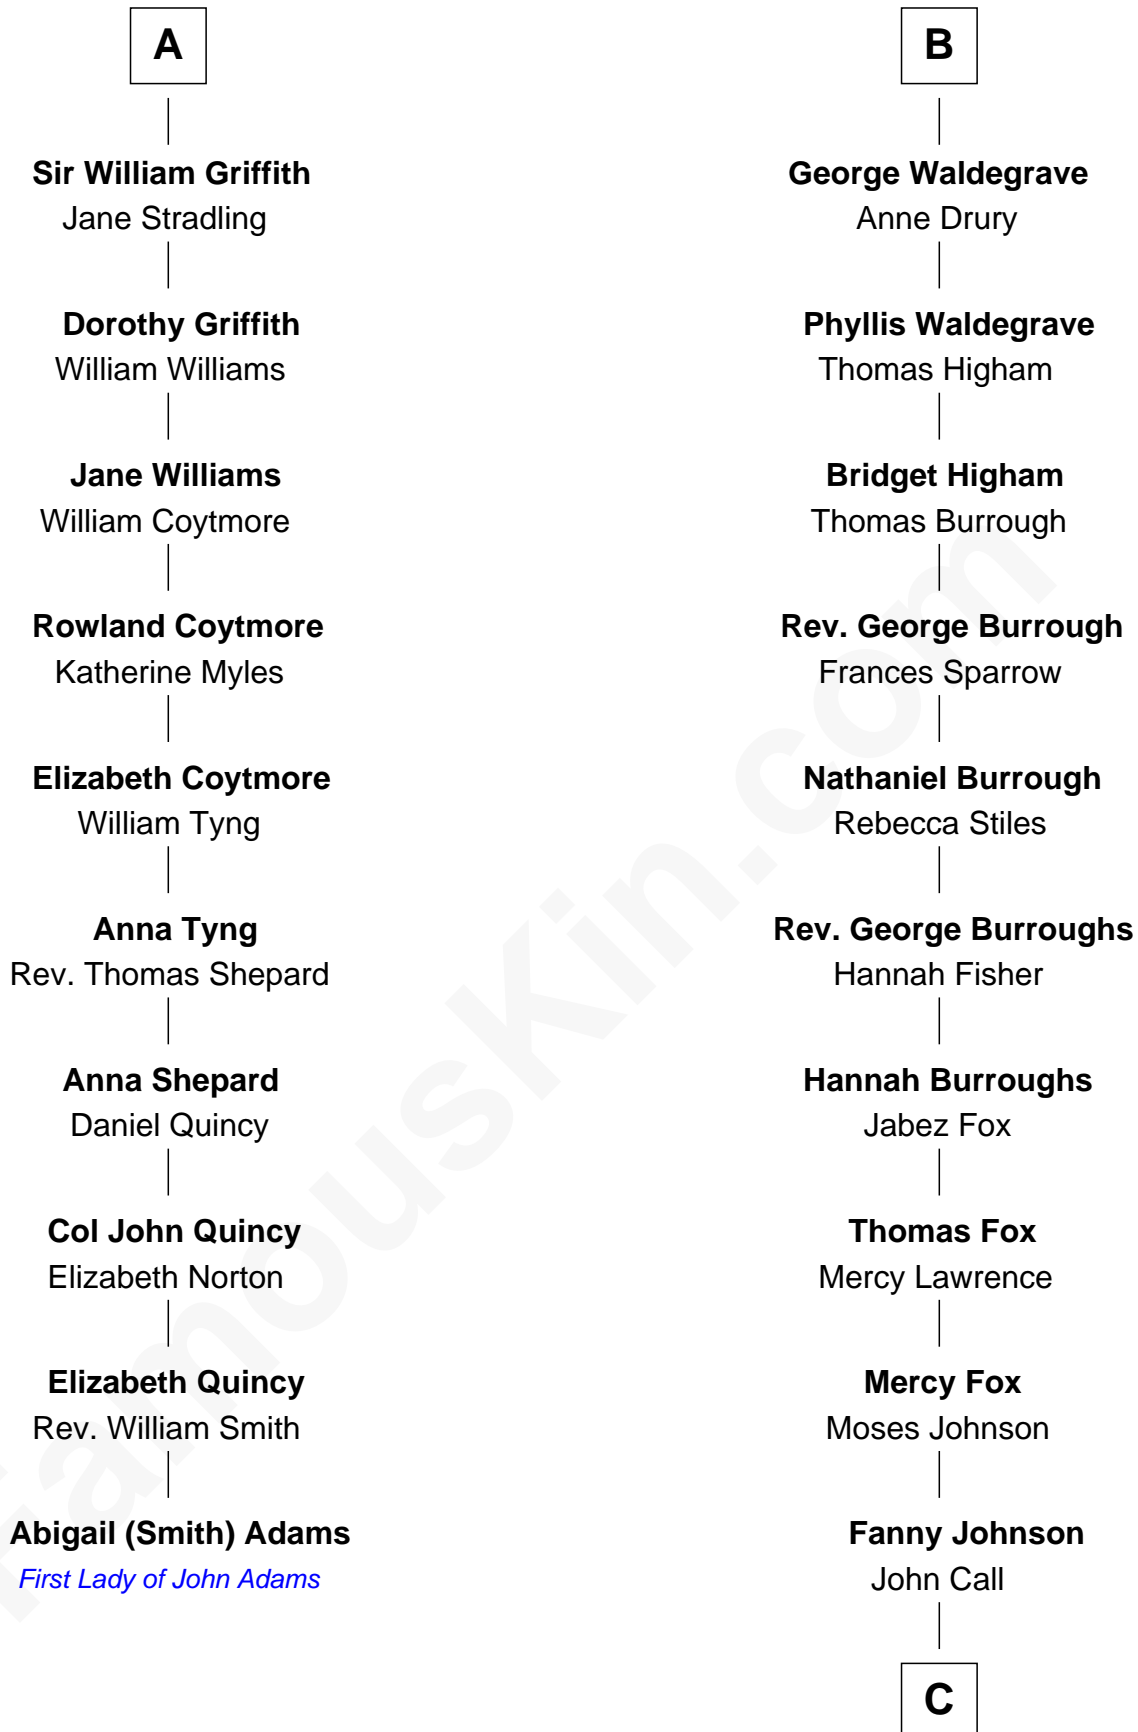 A
Sir William Griffith
Jane Stradling
Dorothy Griffith
William Williams
Jane Williams
William Coytmore
Rowland Coytmore
Katherine Myles
Elizabeth Coytmore
William Tyng
Anna Tyng
Rev. Thomas Shepard
Anna Shepard
Daniel Quincy
Col John Quincy
Elizabeth Norton
Elizabeth Quincy
Rev. William Smith
Abigail (Smith) Adams
First Lady of John Adams
B
George Waldegrave
Anne Drury
Phyllis Waldegrave
Thomas Higham
Bridget Higham
Thomas Burrough
Rev. George Burrough
Frances Sparrow
Nathaniel Burrough
Rebecca Stiles
Rev. George Burroughs
Hannah Fisher
Hannah Burroughs
Jabez Fox
Thomas Fox
Mercy Lawrence
Mercy Fox
Moses Johnson
Fanny Johnson
John Call
C
FamousKin.com